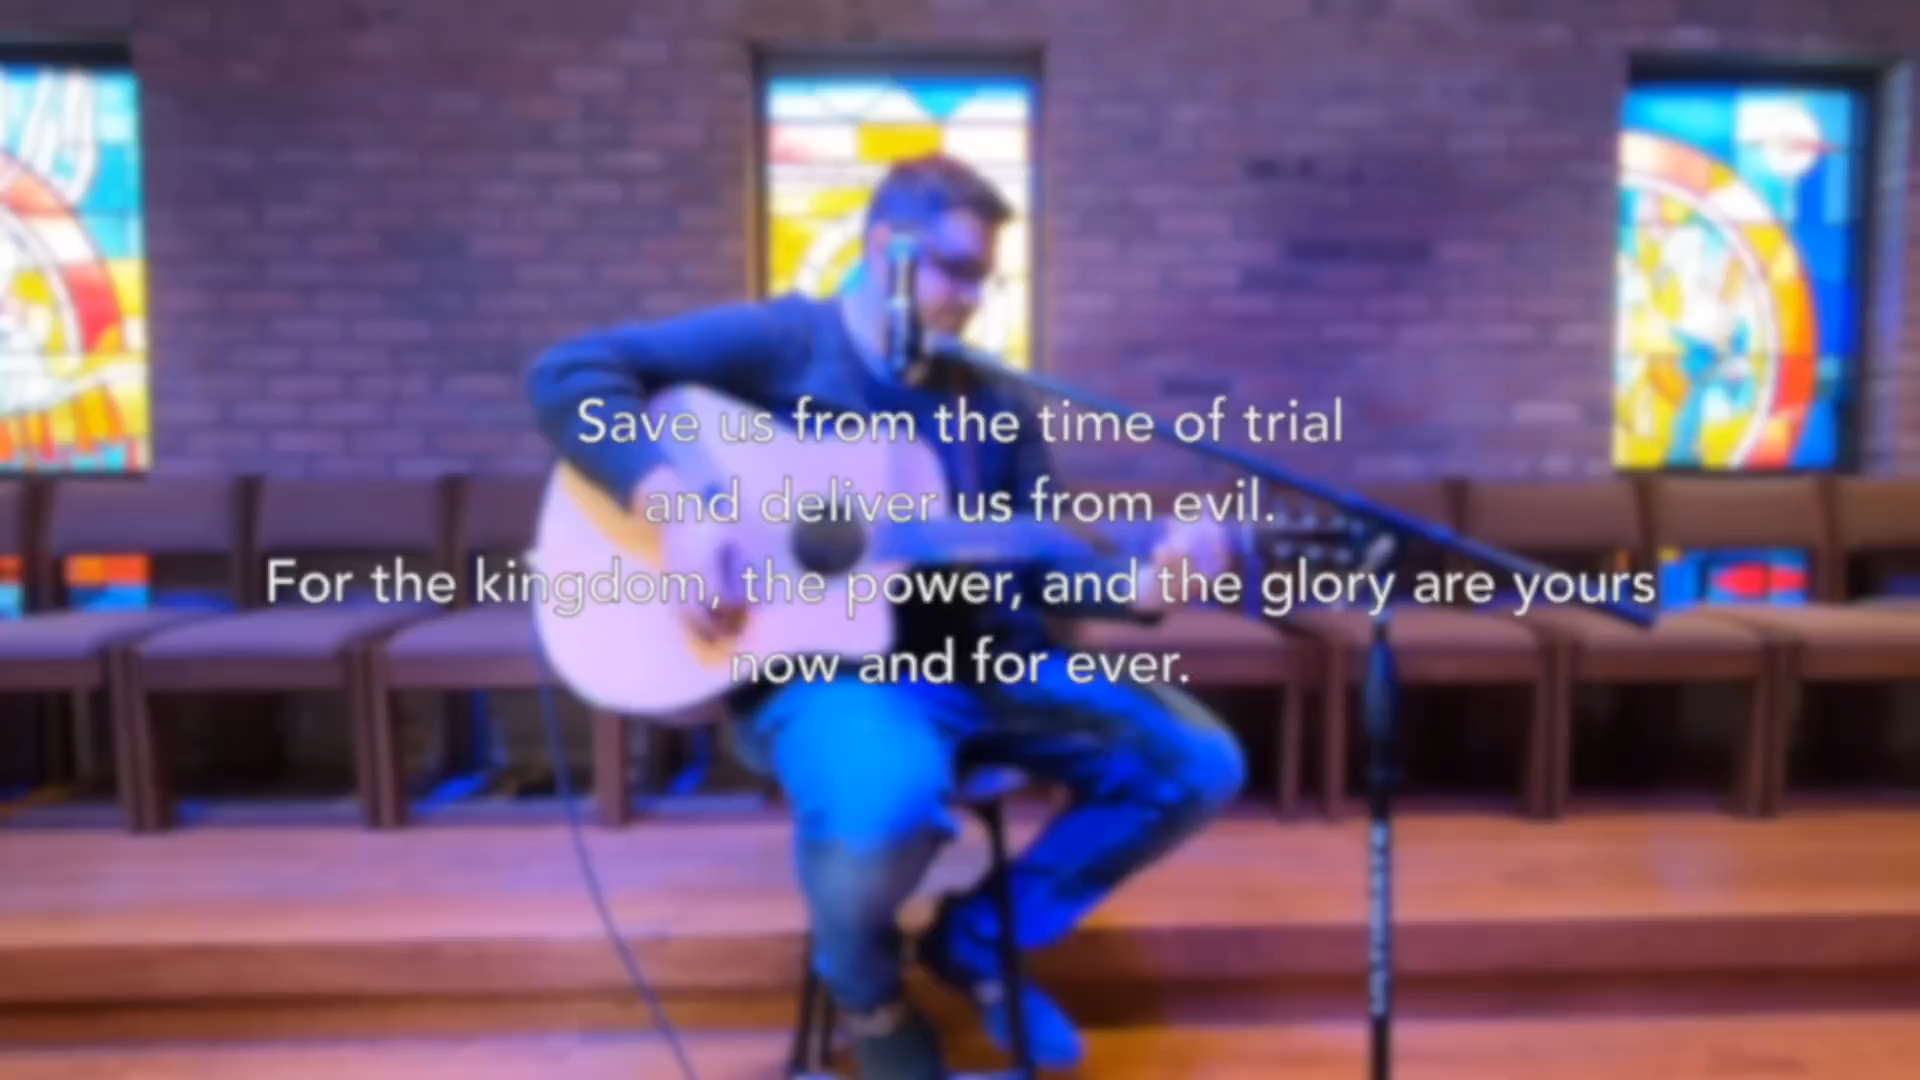 Save us from the time of trial
and deliver us from evil.
For the kingdom, the power, and the glory are yours
now and for ever.